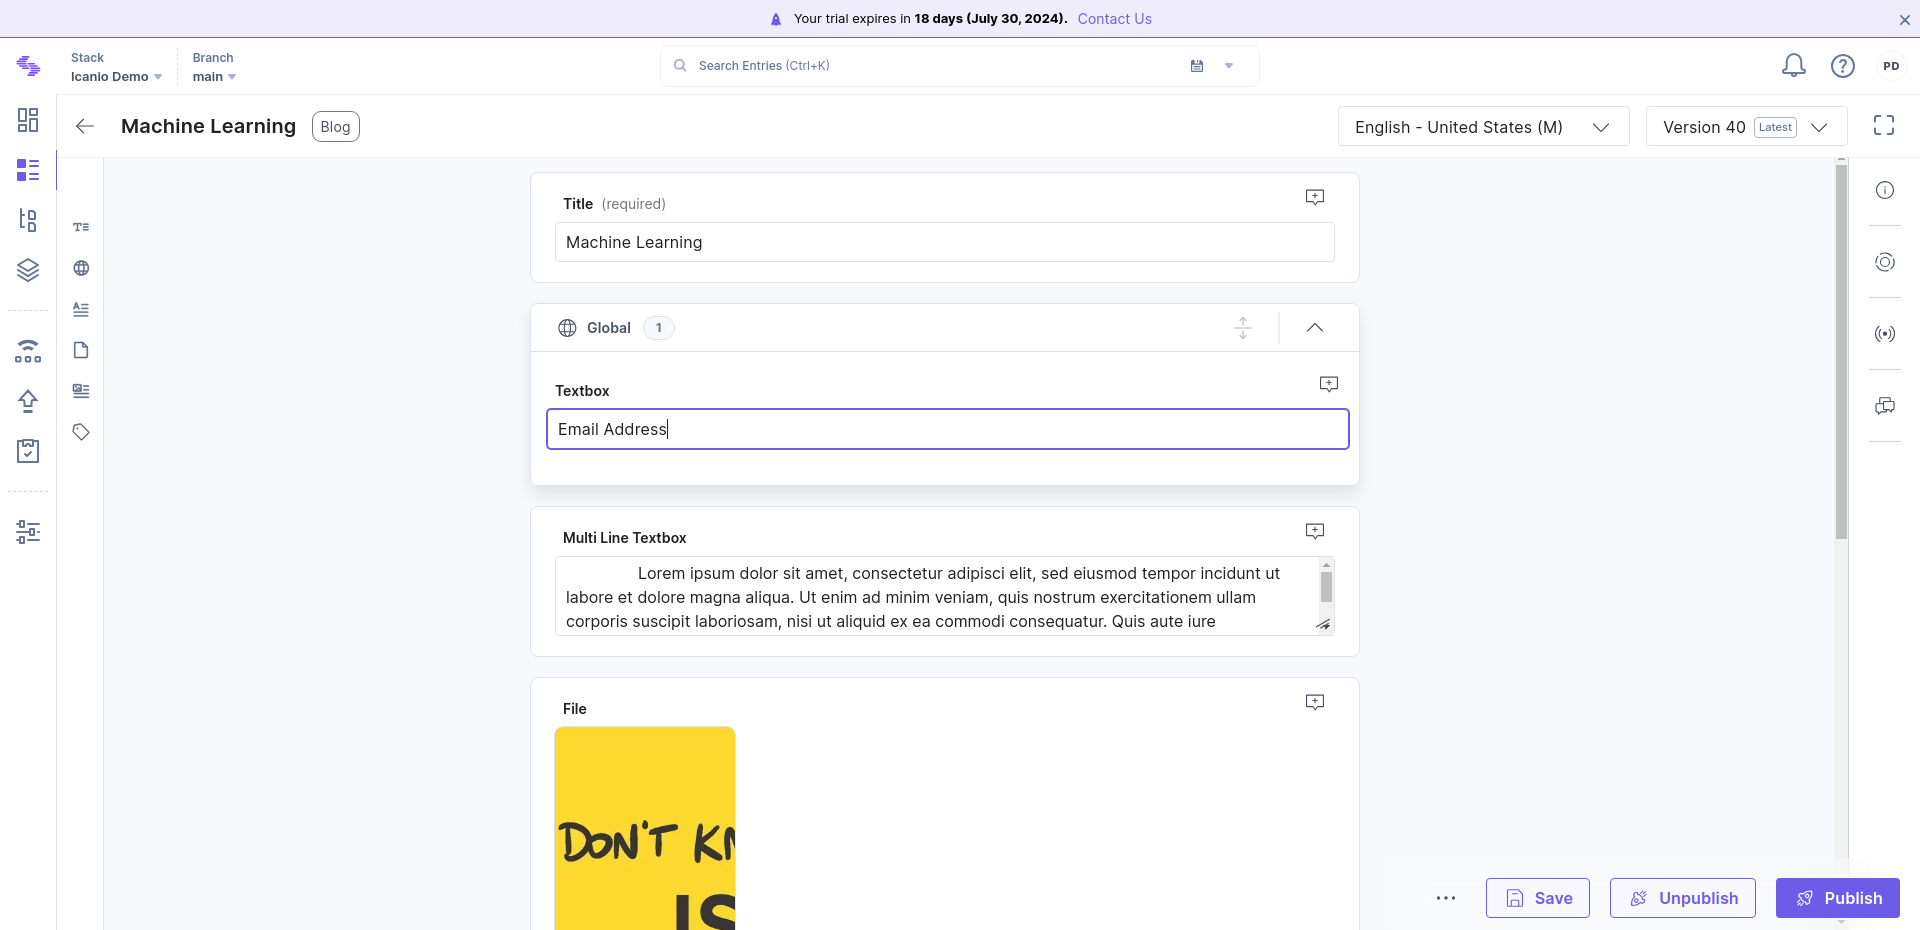 Your trial expires in 18 days (July 30, 2024). Contact Us
Stack
Icanio Demo
Branch
main
Search Entries (Ctrl+K)
PD
Machine Learning
Blog
English - United States (M)
Version 40 Latest
Title (required)
Machine Learning
Global 1
Textbox
Email Address
Multi Line Textbox
Lorem ipsum dolor sit amet, consectetur adipisci elit, sed eiusmod tempor incidunt ut
labore et dolore magna aliqua. Ut enim ad minim veniam, quis nostrum exercitationem ullam
corporis suscipit laboriosam, nisi ut aliquid ex ea commodi consequatur. Quis aute iure
File
DON'T
IS
Save
Unpublish
Publish